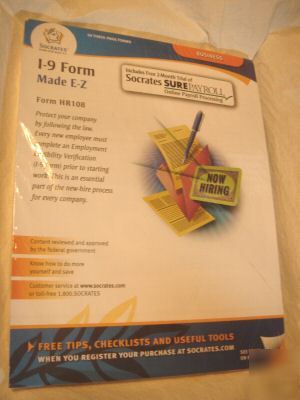 SOCRATES
BUSINESS
I-9 Form
Made E-Z
Form HR108
Includes Free 2-Month Trial of
Socrates SUREPAYROLL
Online Payroll Processing
Protect your company
by following the law.
Every new employee must
complete an Employment
Eligibility Verification
(I-9 form) prior to starting
work. This is an essential
part of the new-hire process
for every company.
NOW
HIRING
Content reviewed and approved
by the federal government
Know how to do more
yourself and save
Customer service at www.socrates.com
or toll-free 1.800.SOCRATES
FREE TIPS, CHECKLISTS AND USEFUL TOOLS
WHEN YOU REGISTER YOUR PURCHASE AT SOCRATES.COM